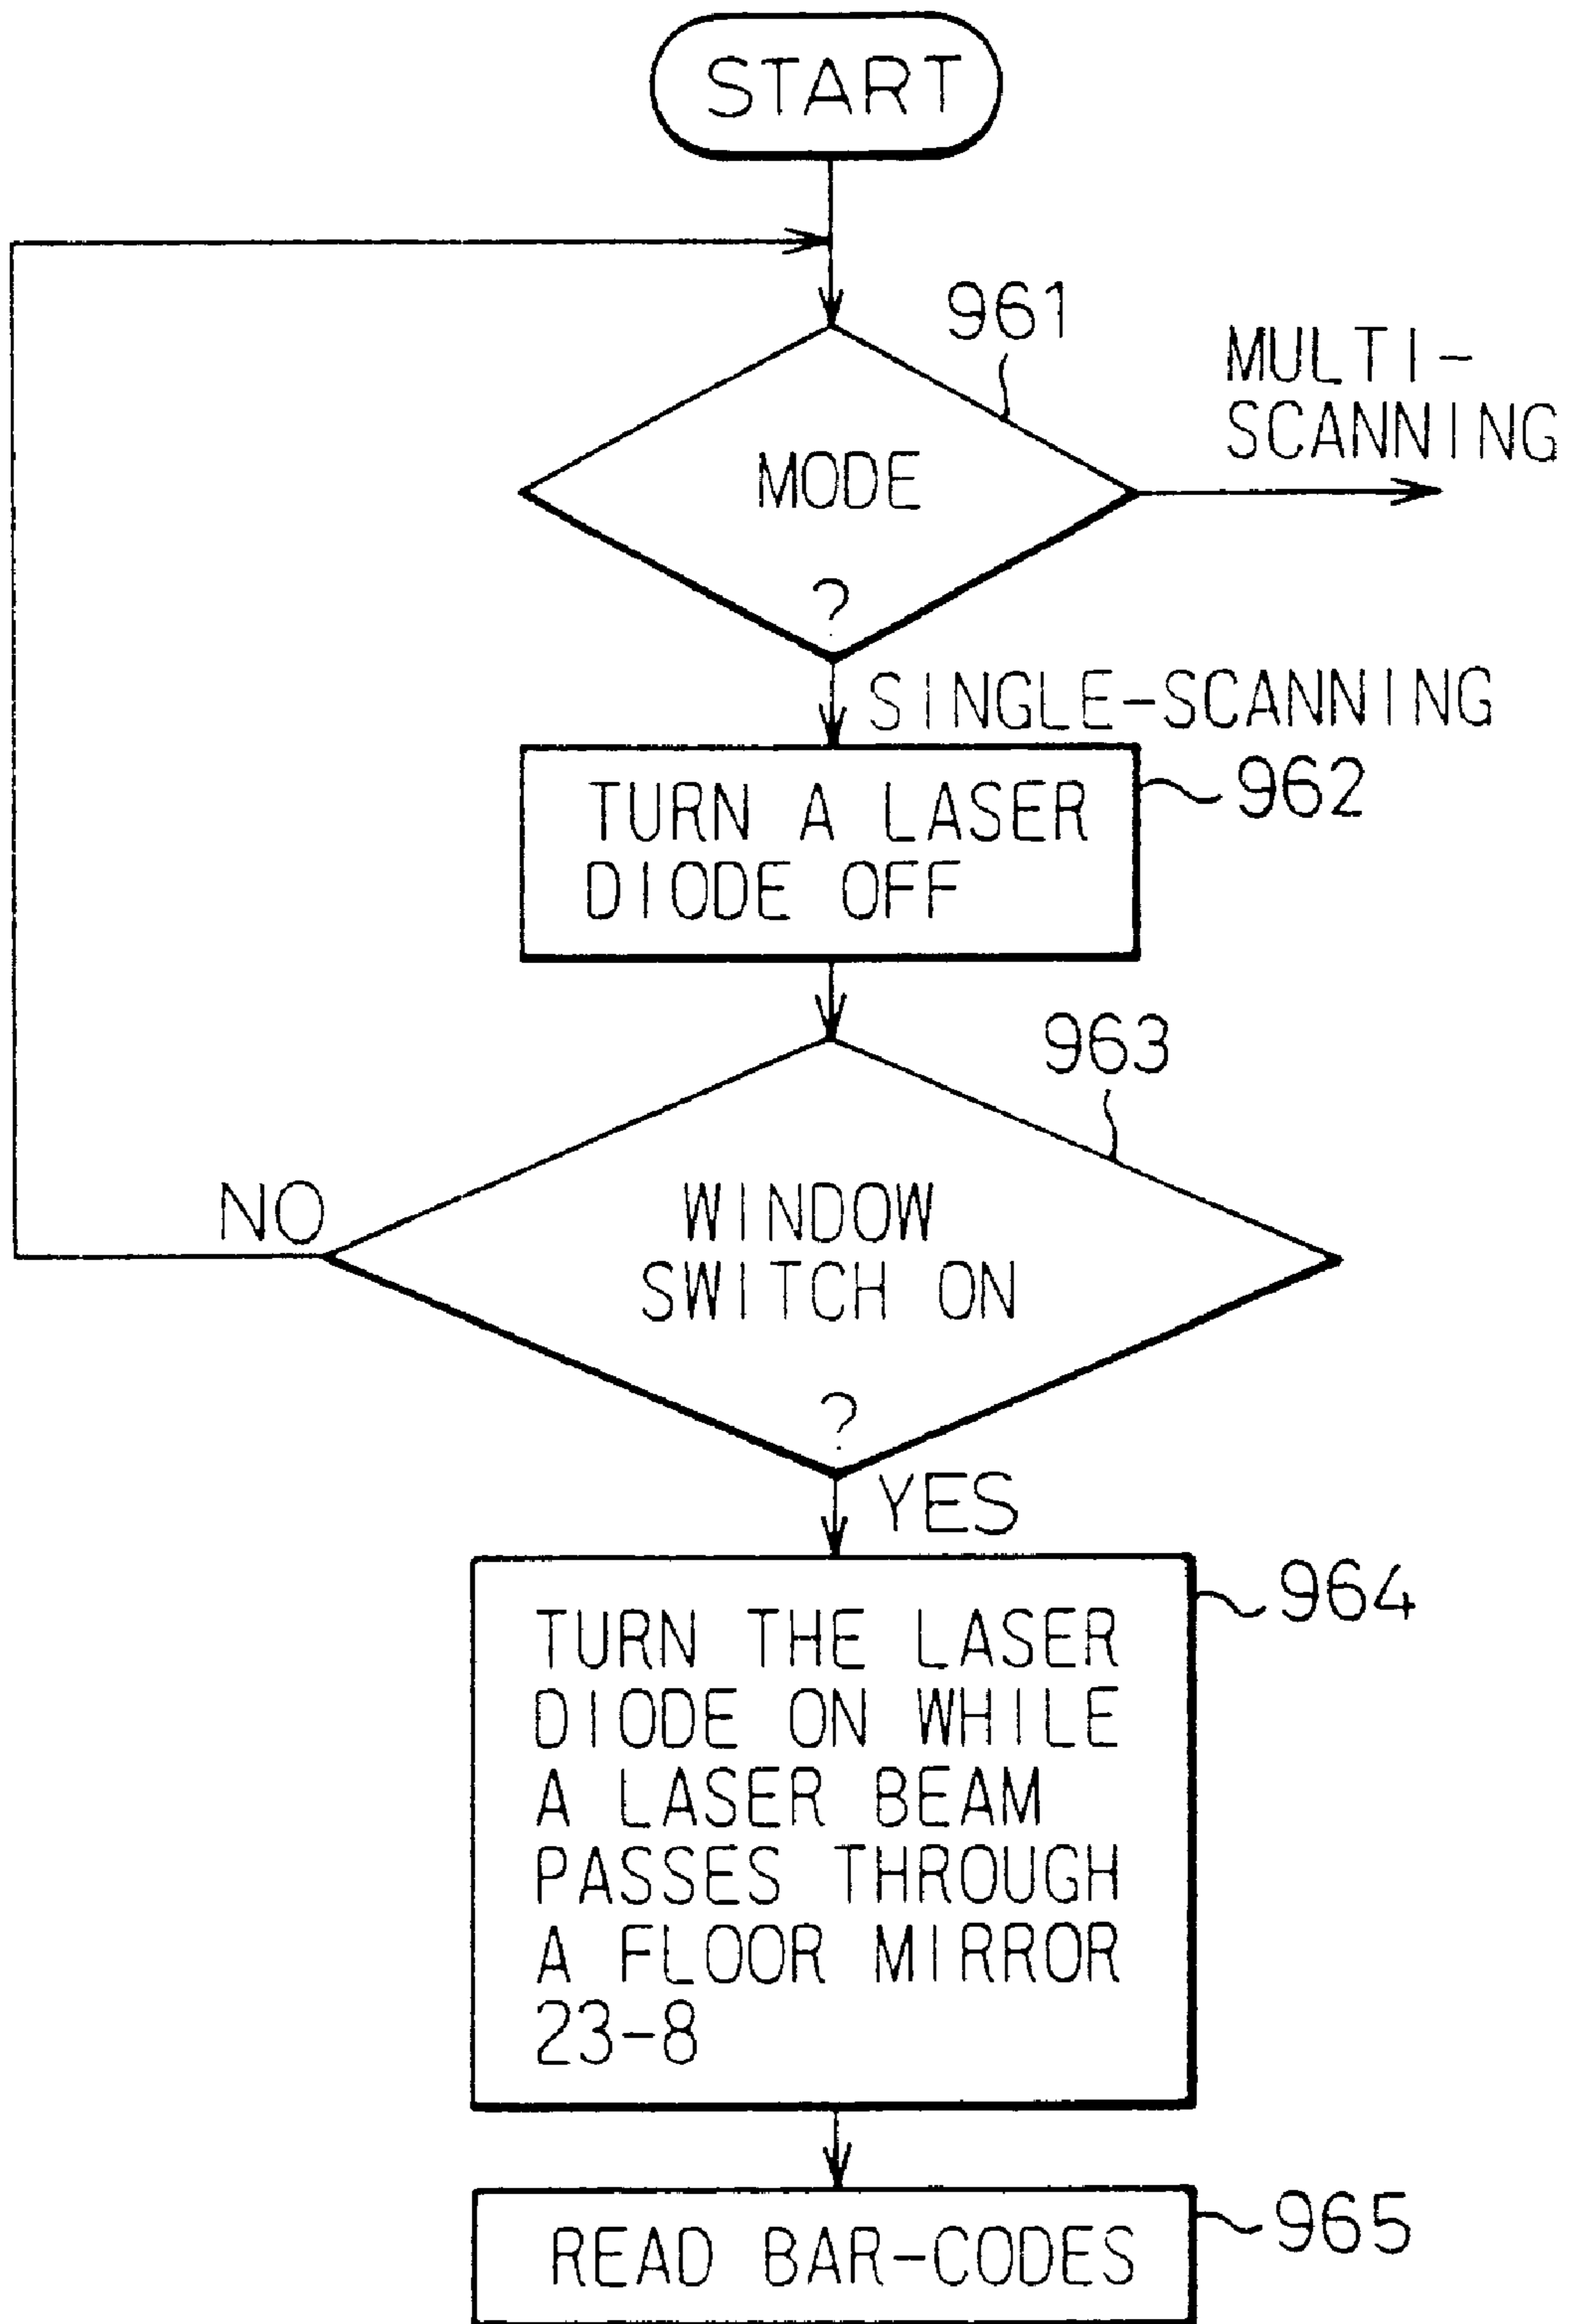 START
961
MULTI-
SCANNING
MODE
?
SINGLE-SCANNING
962
TURN A LASER
DIODE OFF
963
NO
WINDOW
SWITCH ON
?
YES
964
TURN THE LASER
DIODE ON WHILE
A LASER BEAM
PASSES THROUGH
A FLOOR MIRROR
23-8
965
READ BAR-CODES